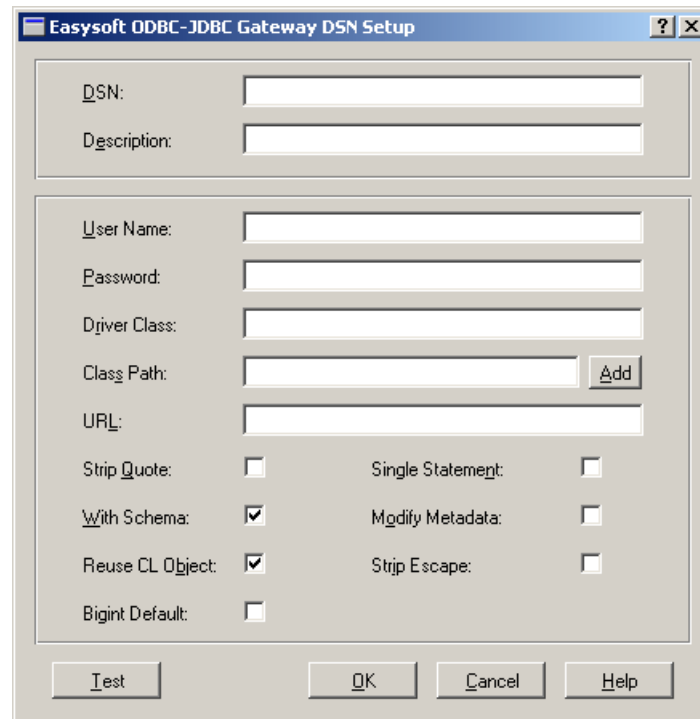 Easysoft ODBC-JDBC Gateway DSN Setup
DSN:
Description:
User Name:
Password:
Driver Class:
Class Path:
Add
URL:
Strip Quote:
Single Statement:
With Schema:
Modify Metadata:
Reuse CL Object:
Strip Escape:
Bigint Default:
Test
OK
Cancel
Help